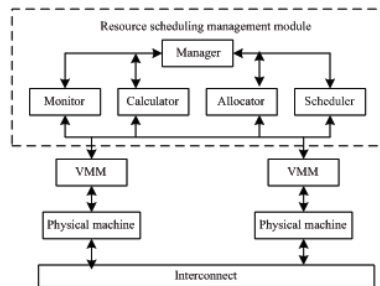 Resource scheduling management module
Manager
Monitor
Calculator
Allocator
Scheduler
VMM
VMM
Physical machine
Physical machine
Interconnect